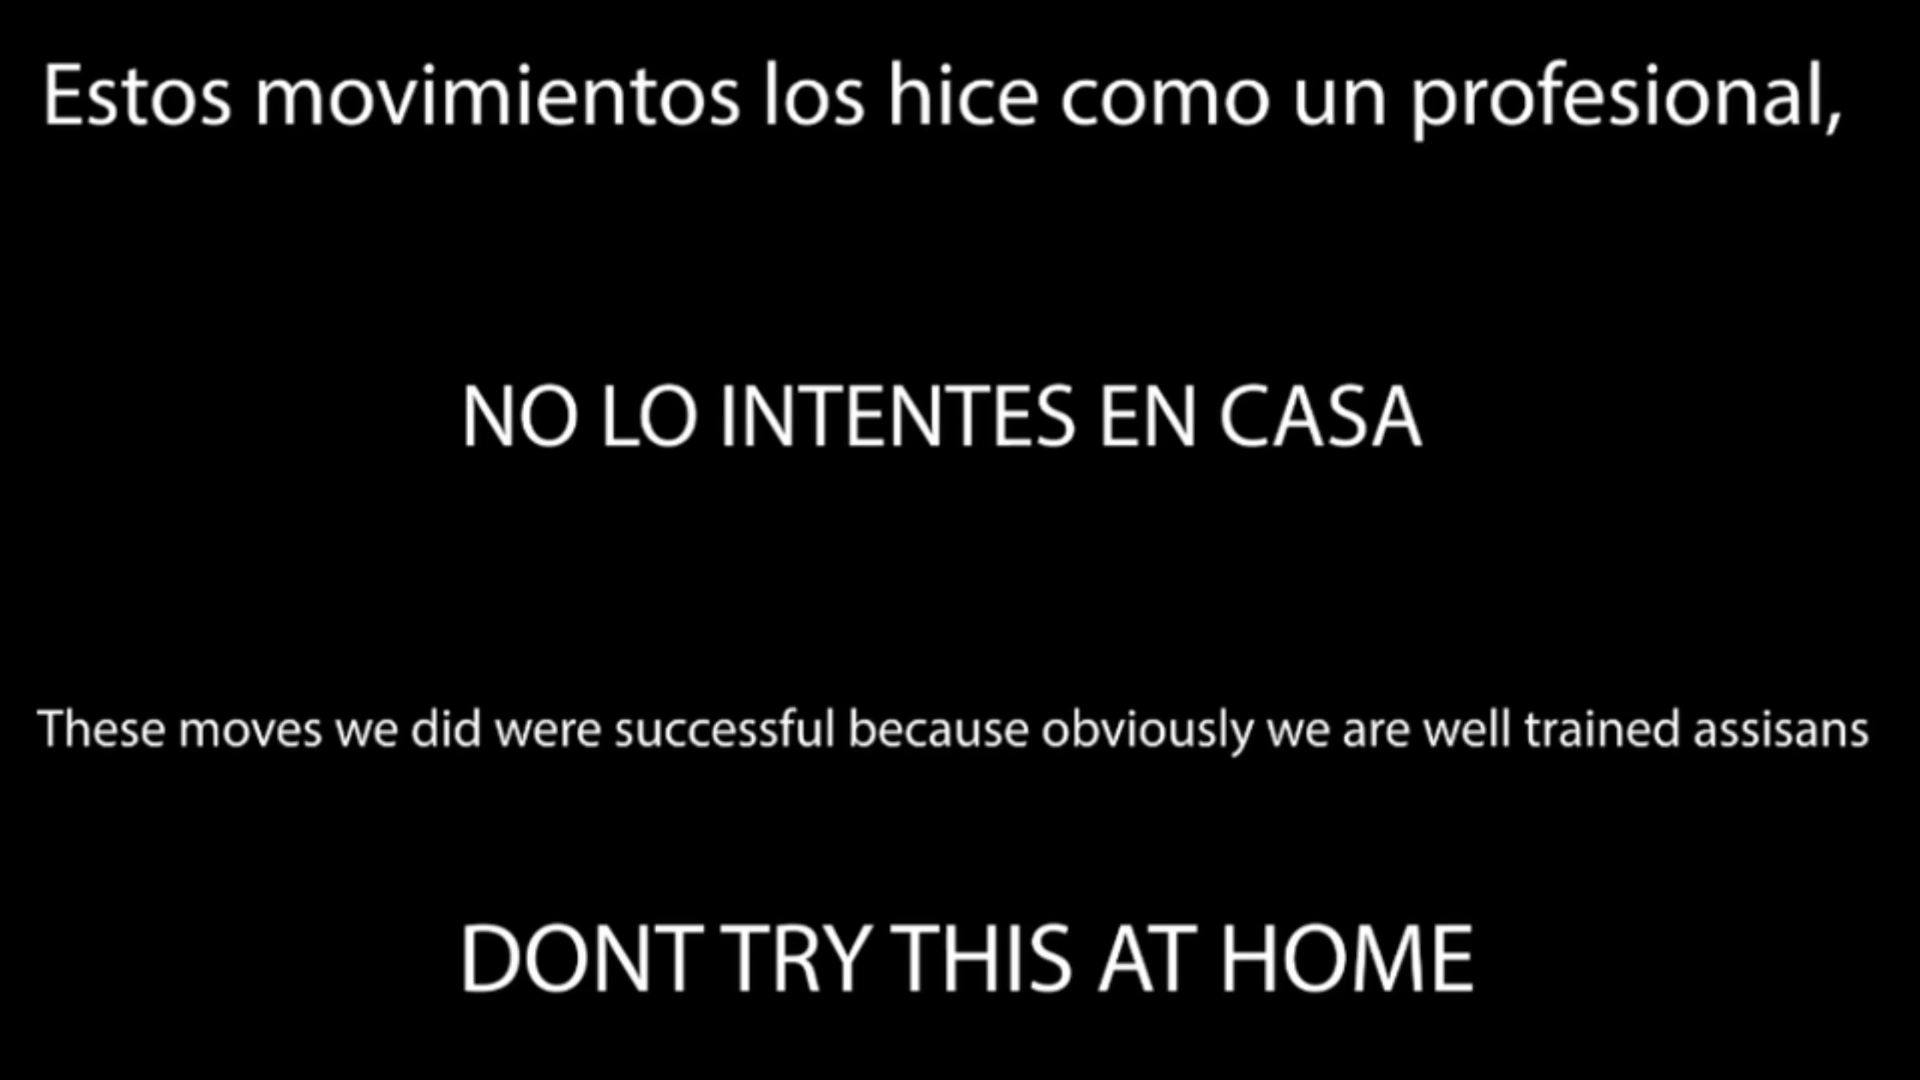 Estos movimientos los hice como un profesional,
NO LO INTENTES EN CASA
These moves we did were successful because obviously we are well trained assisans
DONT TRY THIS AT HOME